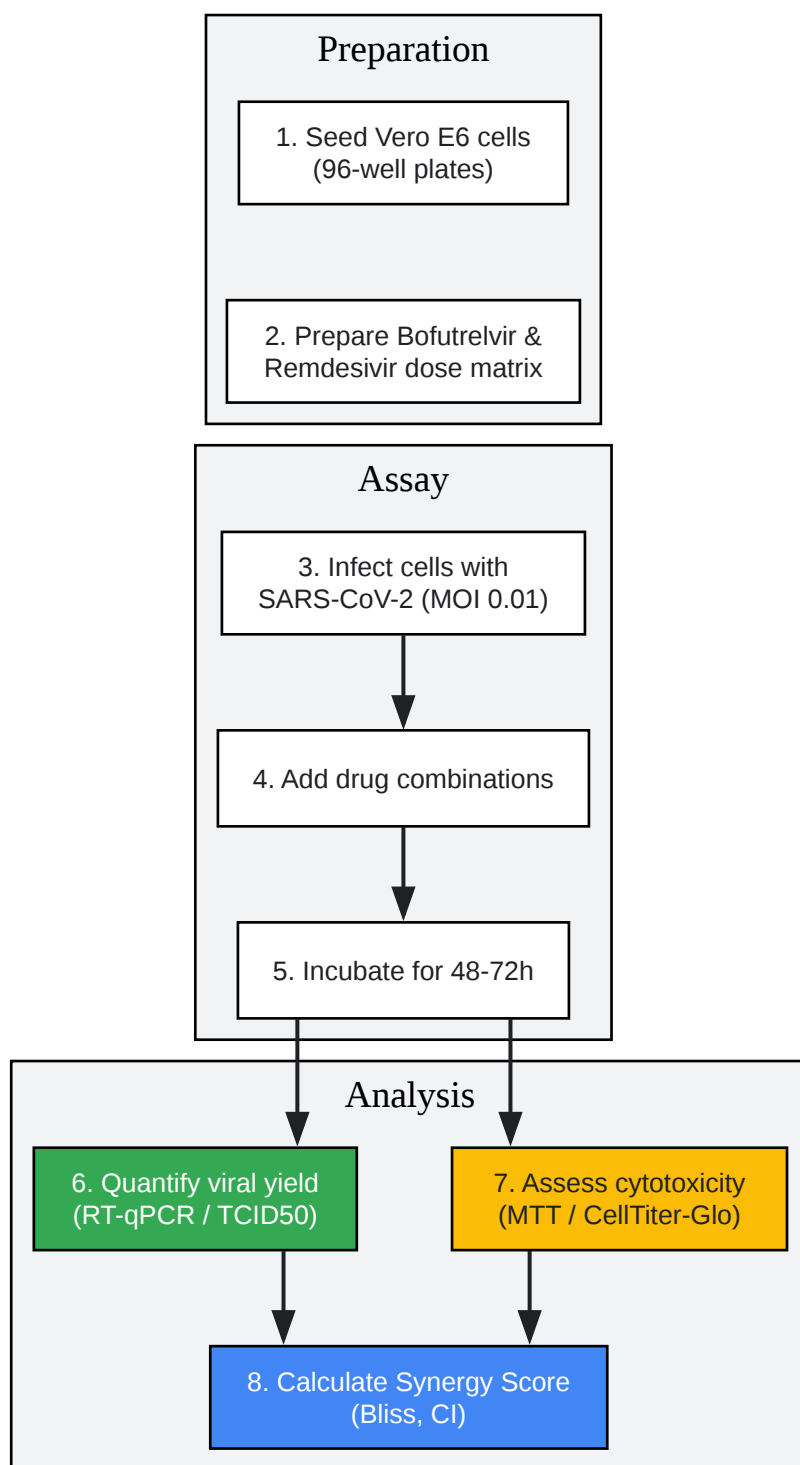 Preparation
1. Seed Vero E6 cells
(96-well plates)
2. Prepare Bofutrelvir &
Remdesivir dose matrix
Assay
3. Infect cells with
SARS-CoV-2 (MOI 0.01)
4. Add drug combinations
5. Incubate for 48-72h
Analysis
6. Quantify viral yield
(RT-qPCR / TCID50)
7. Assess cytotoxicity
(MTT / CellTiter-Glo)
8. Calculate Synergy Score
(Bliss, CI)